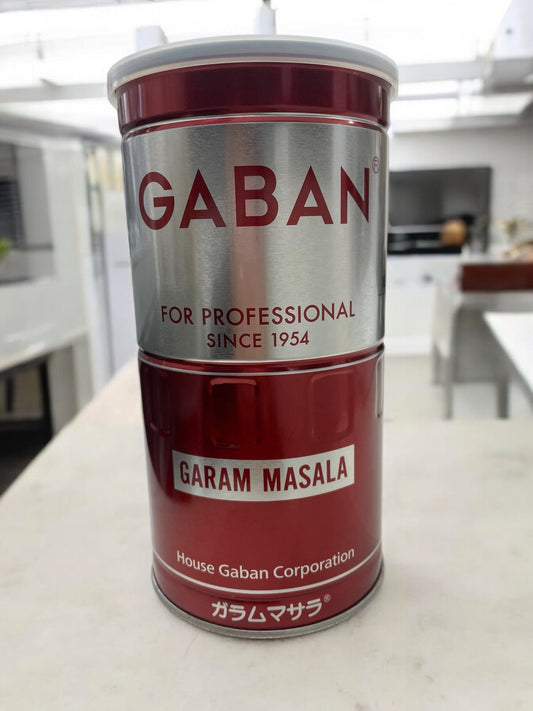 GABAN®
FOR PROFESSIONAL
SINCE 1954
GARAM MASALA
House Gaban Corporation
ガラムマサラ®